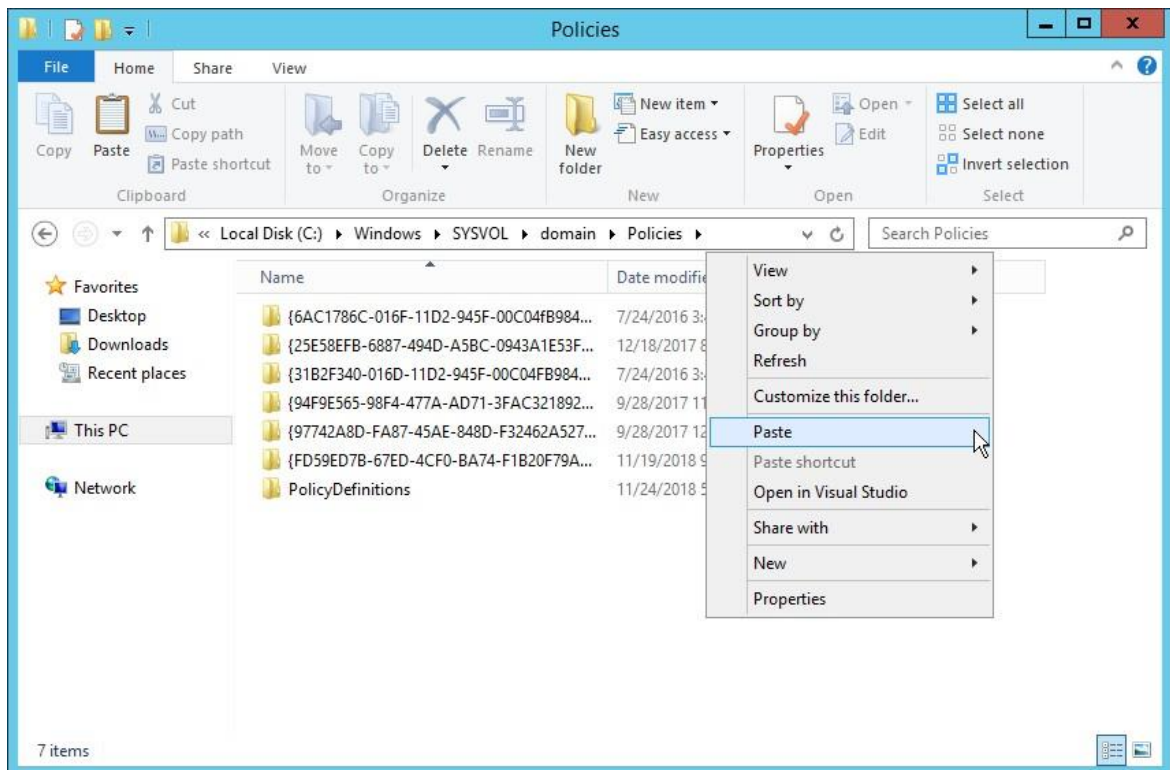 Policies
File Home Share View
Copy
Paste
Cut
Copy path
Paste shortcut
Clipboard
Move to
Copy to
Delete
Rename
Organize
New folder
New item
Easy access
New
Properties
Open
Edit
Open
Select all
Select none
Invert selection
Select
« Local Disk (C:) Windows SYSVOL domain Policies
Search Policies
Favorites
Desktop
Downloads
Recent places
This PC
Network
Name Date modifie
{6AC1786C-016F-11D2-945F-00C04fB984... 7/24/2016 3:
{25E58EFB-6887-494D-A5BC-0943A1E53F... 12/18/2017 8
{31B2F340-016D-11D2-945F-00C04FB984... 7/24/2016 3:
{94F9E565-98F4-477A-AD71-3FAC321892... 9/28/2017 11
{97742A8D-FA87-45AE-848D-F32462A527... 9/28/2017 12
{FD59ED7B-67ED-4CF0-BA74-F1B20F79A... 11/19/2018 9
PolicyDefinitions 11/24/2018 5
View
Sort by
Group by
Refresh
Customize this folder...
Paste
Paste shortcut
Open in Visual Studio
Share with
New
Properties
7 items